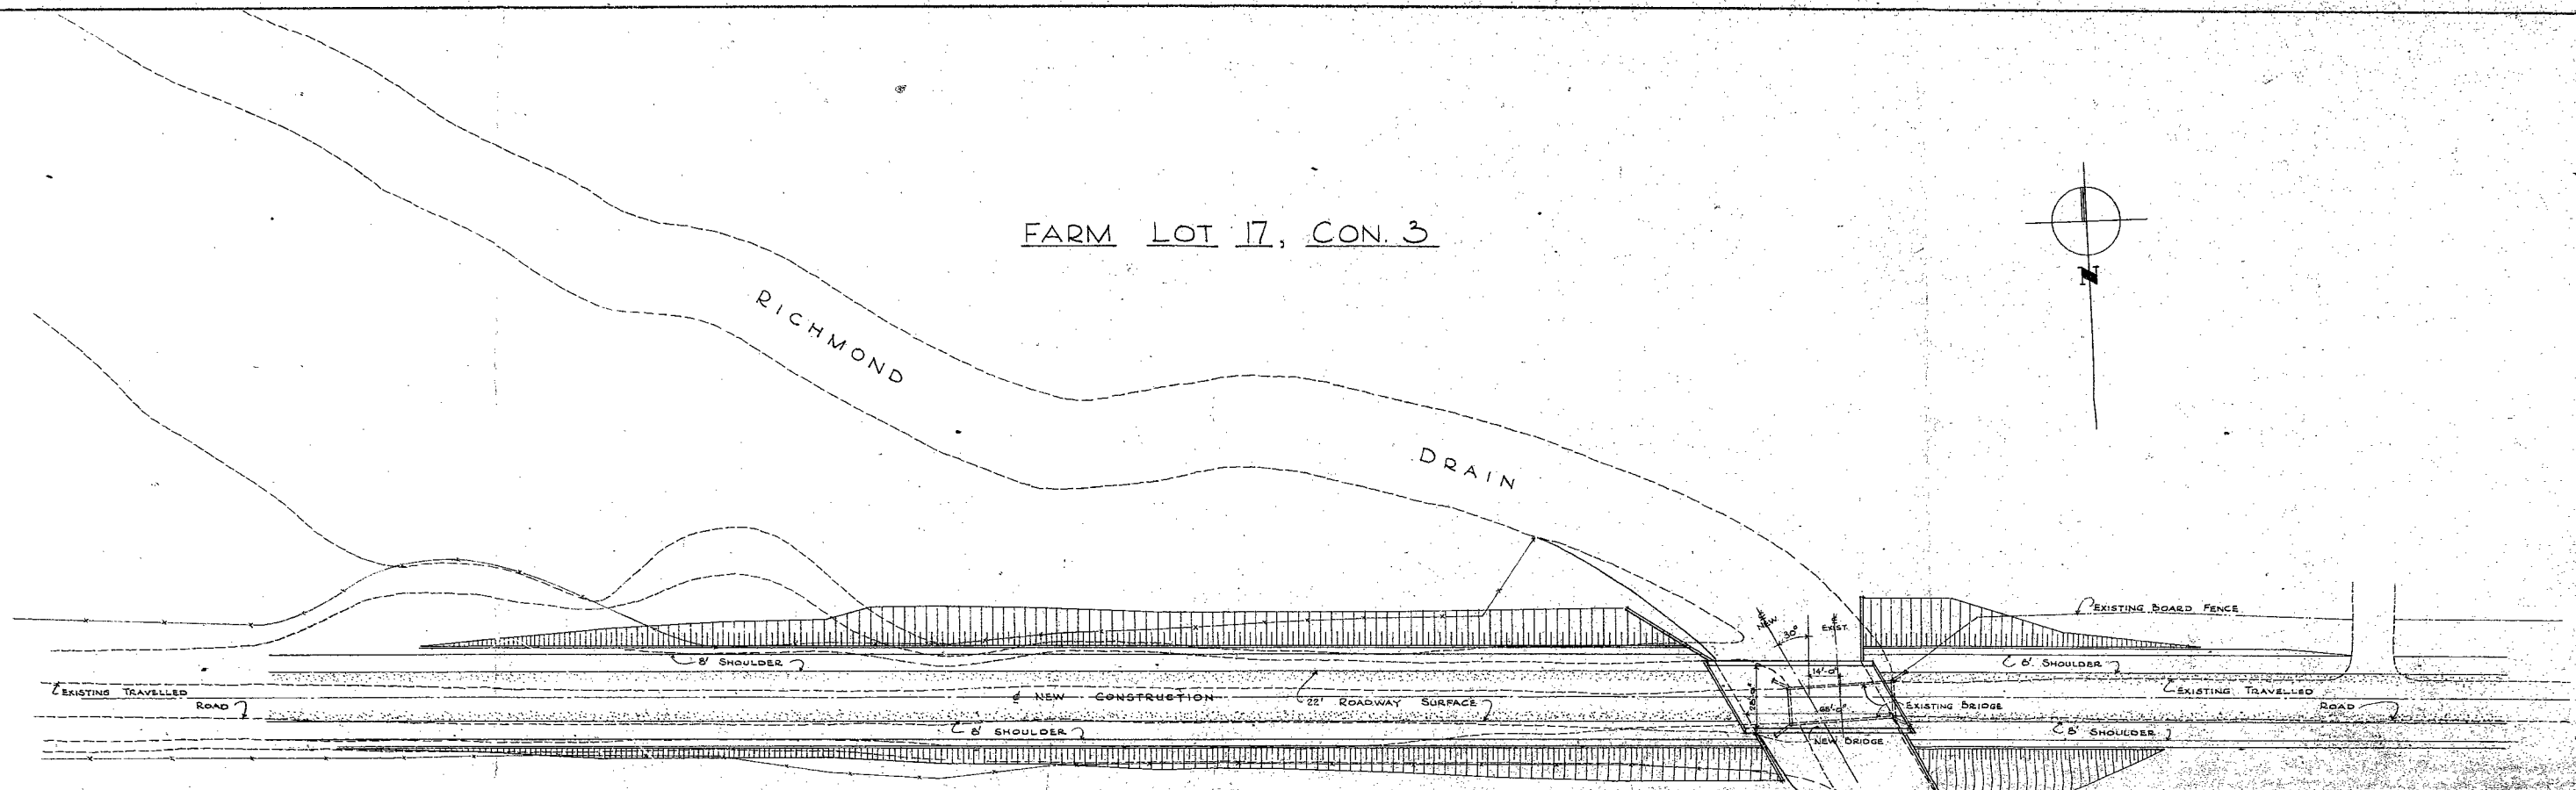 FARM LOT 17, CON. 3
N
RICHMOND
DRAIN
NEW
30°
EXIST.
EXISTING BOARD FENCE
8' SHOULDER
8' SHOULDER
14'-0"
EXISTING TRAVELLED
ROAD
℄ NEW CONSTRUCTION
22' ROADWAY SURFACE
EXISTING BRIDGE
EXISTING TRAVELLED
ROAD
8' SHOULDER
NEW BRIDGE
8' SHOULDER